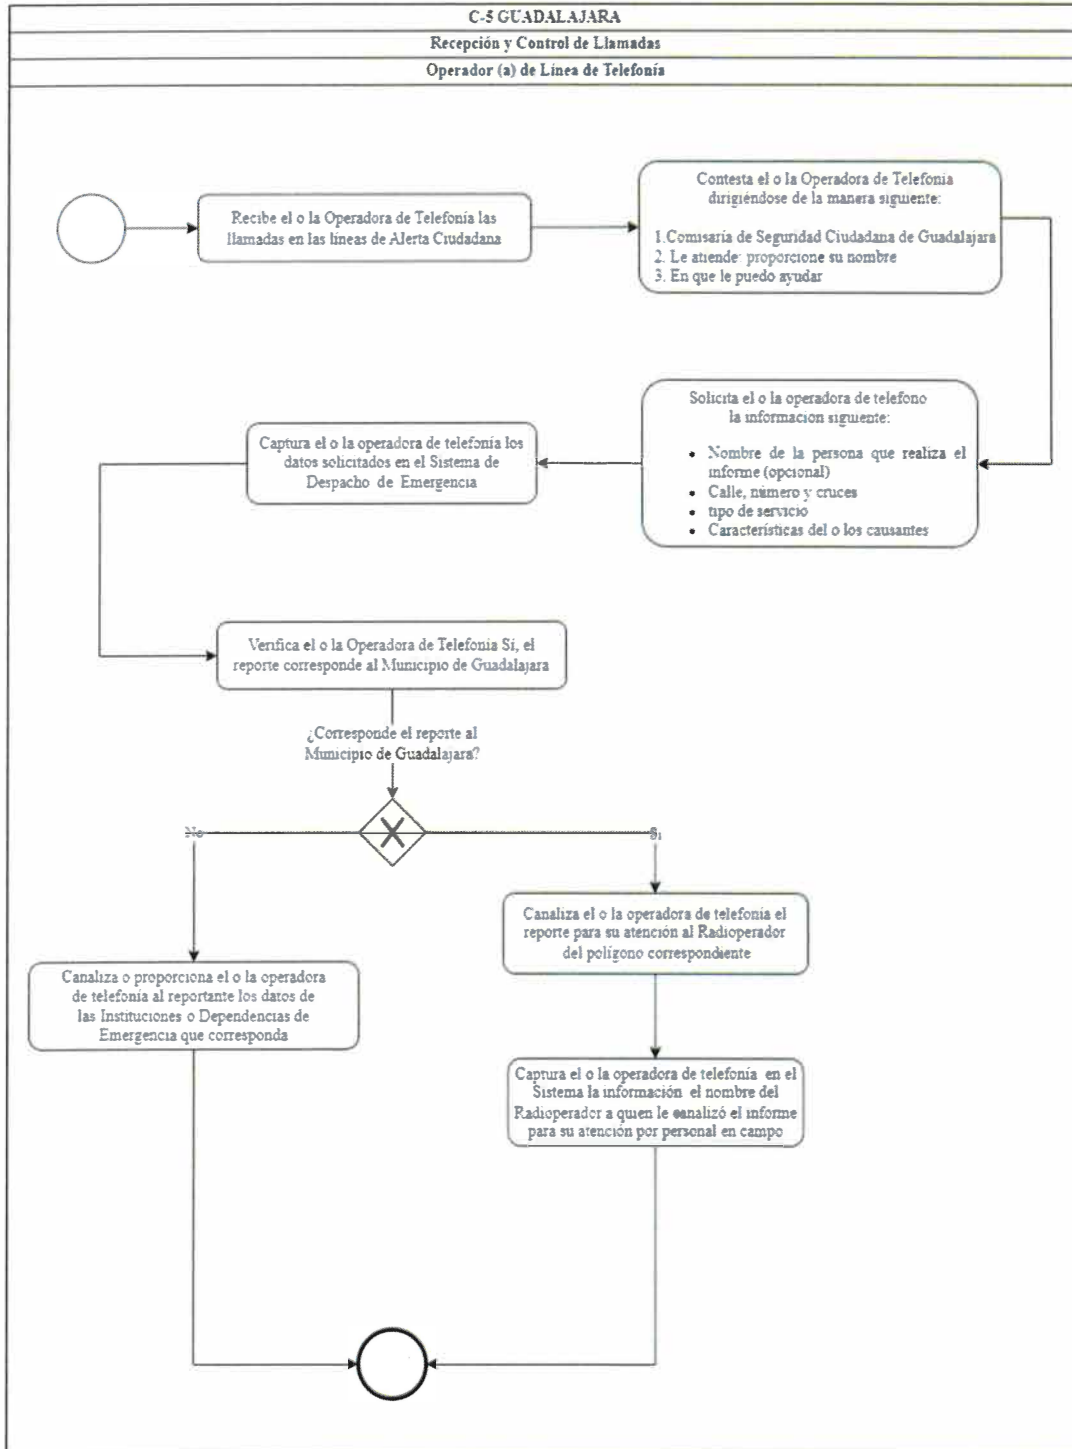 C-5 GUADALAJARA
Recepción y Control de Llamadas
Operador (a) de Línea de Telefonía
Recibe el o la Operadora de Telefonía las
llamadas en las líneas de Alerta Ciudadana
Contesta el o la Operadora de Telefonía
dirigiéndose de la manera siguiente:
1.Comisaría de Seguridad Ciudadana de Guadalajara
2. Le atiende: proporcione su nombre
3. En que le puedo ayudar
Solicita el o la operadora de telefono
la informacion siguiente:
• Nombre de la persona que realiza el
informe (opcional)
• Calle, número y cruces
• tipo de servicio
• Características del o los causantes
Captura el o la operadora de telefonía los
datos solicitados en el Sistema de
Despacho de Emergencia
Verifica el o la Operadora de Telefonía Si, el
reporte corresponde al Municipio de Guadalajara
¿Corresponde el reporte al
Municipio de Guadalajara?
No
Si
Canaliza el o la operadora de telefonía el
reporte para su atención al Radioperador
del polígono correspondiente
Canaliza o proporciona el o la operadora
de telefonía al reportante los datos de
las Instituciones o Dependencias de
Emergencia que corresponda
Captura el o la operadora de telefonía en el
Sistema la información el nombre del
Radioperador a quien le canalizó el informe
para su atención por personal en campo